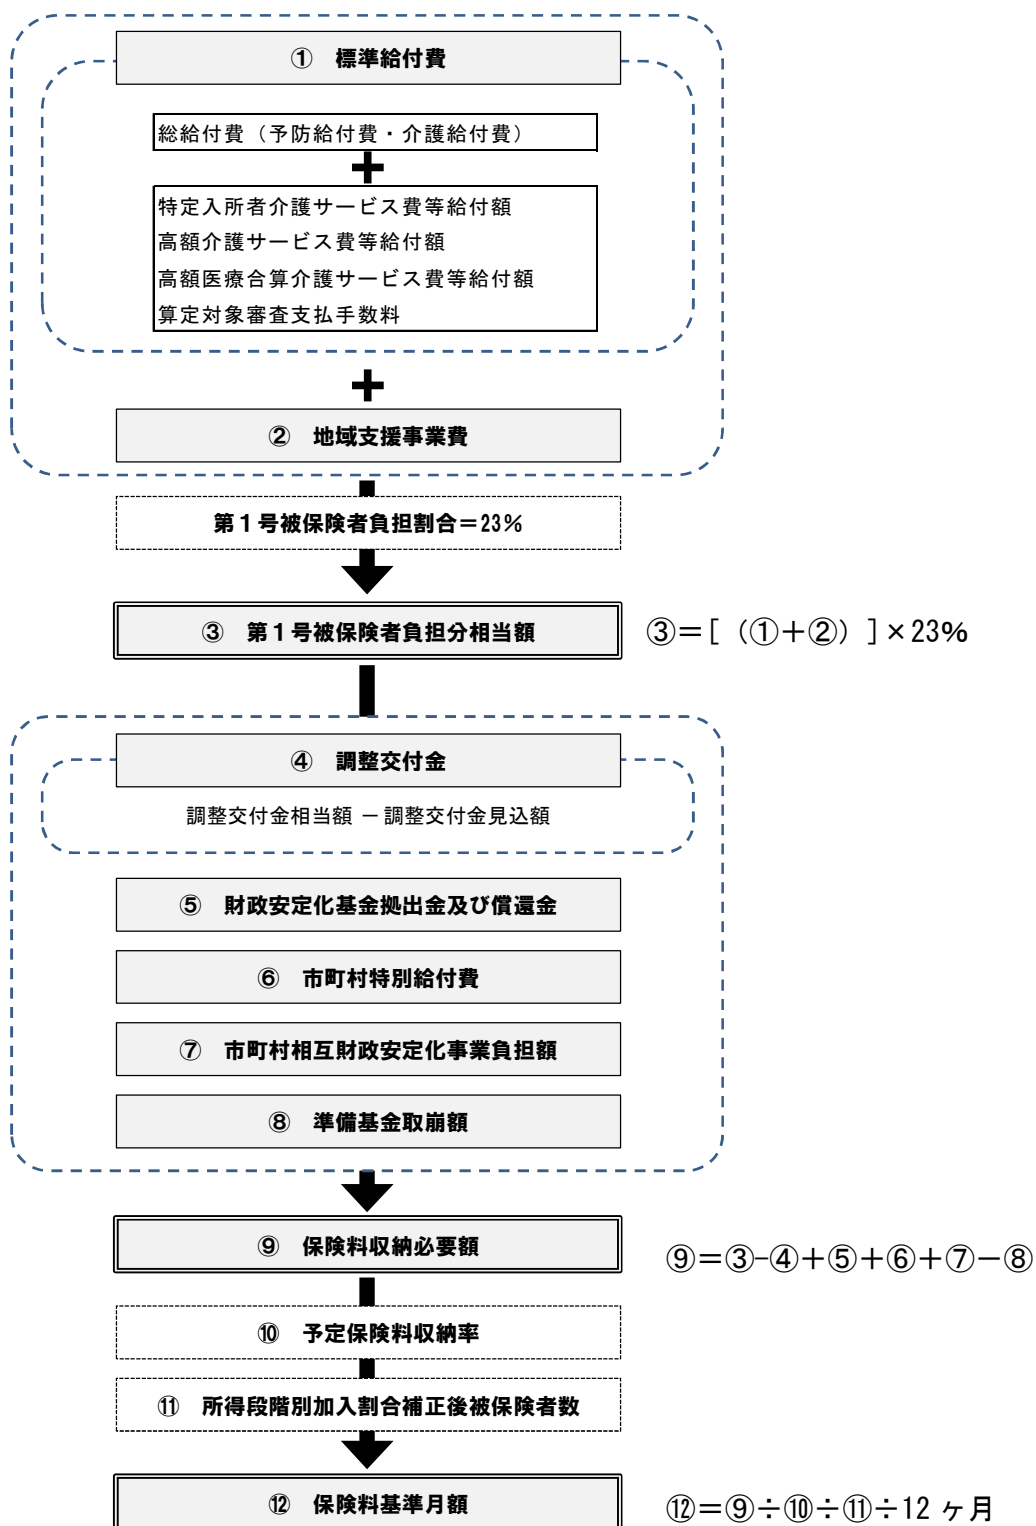 ① 標準給付費
総給付費（予防給付費・介護給付費）
＋
特定入所者介護サービス費等給付額
高額介護サービス費等給付額
高額医療合算介護サービス費等給付額
算定対象審査支払手数料
＋
② 地域支援事業費
第１号被保険者負担割合＝23％
③ 第１号被保険者負担分相当額
③＝[（①＋②）]×23％
④ 調整交付金
調整交付金相当額 － 調整交付金見込額
⑤ 財政安定化基金拠出金及び償還金
⑥ 市町村特別給付費
⑦ 市町村相互財政安定化事業負担額
⑧ 準備基金取崩額
⑨ 保険料収納必要額
⑨＝③-④＋⑤＋⑥＋⑦－⑧
⑩ 予定保険料収納率
⑪ 所得段階別加入割合補正後被保険者数
⑫ 保険料基準月額
⑫＝⑨÷⑩÷⑪÷12 ヶ月